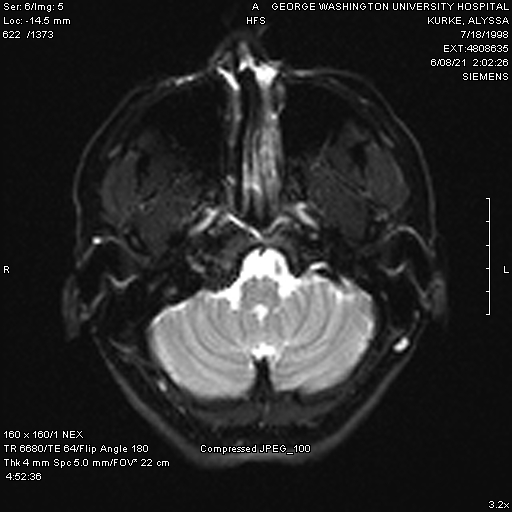 Ser: 6/Img: 5
Loc: -14.5 mm
622 /1373
A
HFS
GEORGE WASHINGTON UNIVERSITY HOSPITAL
KURKE, ALYSSA
7/18/1998
EXT:4808635
6/08/21 2:02:26
SIEMENS
R
L
160 x 160/1 NEX
TR 6680/TE 64/Flip Angle 180
Thk 4 mm Spc 5.0 mm/FOV* 22 cm
4:52:36
Compressed JPEG_100
3.2x